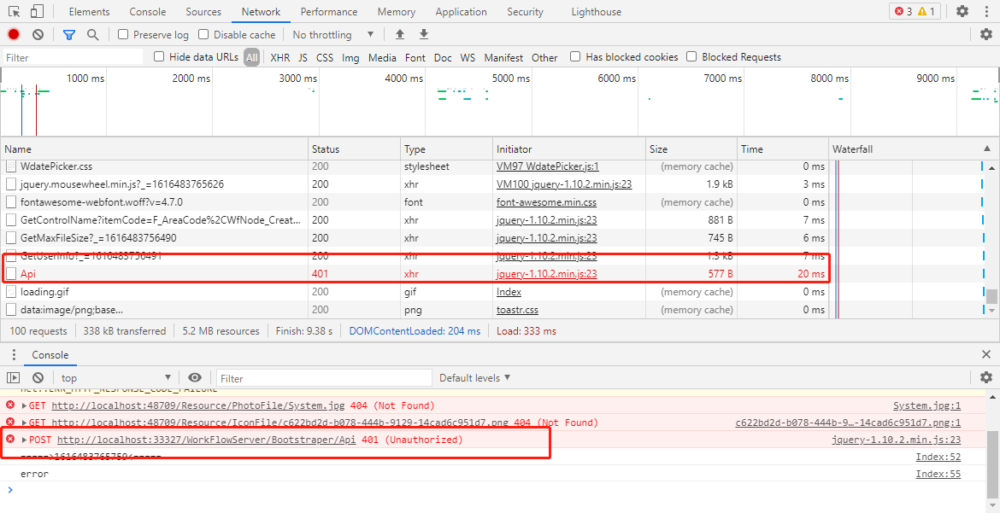 Elements Console Sources Network Performance Memory Application Security Lighthouse 3 1
Preserve log Disable cache No throttling
Filter Hide data URLs All XHR JS CSS Img Media Font Doc WS Manifest Other Has blocked cookies Blocked Requests
1000 ms 2000 ms 3000 ms 4000 ms 5000 ms 6000 ms 7000 ms 8000 ms 9000 ms
Name Status Type Initiator Size Time Waterfall
WdatePicker.css 200 stylesheet VM97 WdatePicker.js:1 (memory cache) 0 ms
jquery.mousewheel.min.js?_=1616483765626 200 xhr VM100 jquery-1.10.2.min.js:23 1.9 kB 3 ms
fontawesome-webfont.woff?v=4.7.0 200 font font-awesome.min.css (memory cache) 0 ms
GetControlName?itemCode=F_AreaCode%2CWfNode_Creat... 200 xhr jquery-1.10.2.min.js:23 881 B 7 ms
GetMaxFileSize?_=1616483756490 200 xhr jquery-1.10.2.min.js:23 745 B 6 ms
GetUserInfo?_=1616483756491 200 xhr jquery-1.10.2.min.js:23 1.3 kB 7 ms
Api 401 xhr jquery-1.10.2.min.js:23 577 B 20 ms
loading.gif 200 gif Index (memory cache) 0 ms
data:image/png;base... 200 png toastr.css (memory cache) 0 ms
100 requests 338 kB transferred 5.2 MB resources Finish: 9.38 s DOMContentLoaded: 204 ms Load: 333 ms
Console
top Filter Default levels
net::ERR_HTTP_RESPONSE_CODE_FAILURE
GET http://localhost:48709/Resource/PhotoFile/System.jpg 404 (Not Found) System.jpg:1
GET http://localhost:48709/Resource/IconFile/c622bd2d-b078-444b-9129-14cad6c951d7.png 404 (Not Found) c622bd2d-b078-444b-9…-14cad6c951d7.png:1
POST http://localhost:33327/WorkFlowServer/Bootstraper/Api 401 (Unauthorized) jquery-1.10.2.min.js:23
=====>1616483765759<===== Index:52
error Index:55